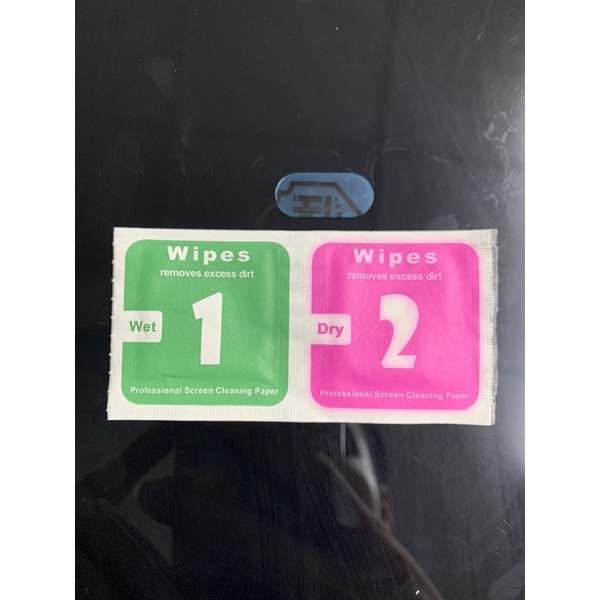 Wipes
removes excess dirt
Wet
1
Professional Screen Cleaning Paper
Wipes
removes excess dirt
Dry
2
Professional Screen Cleaning Paper